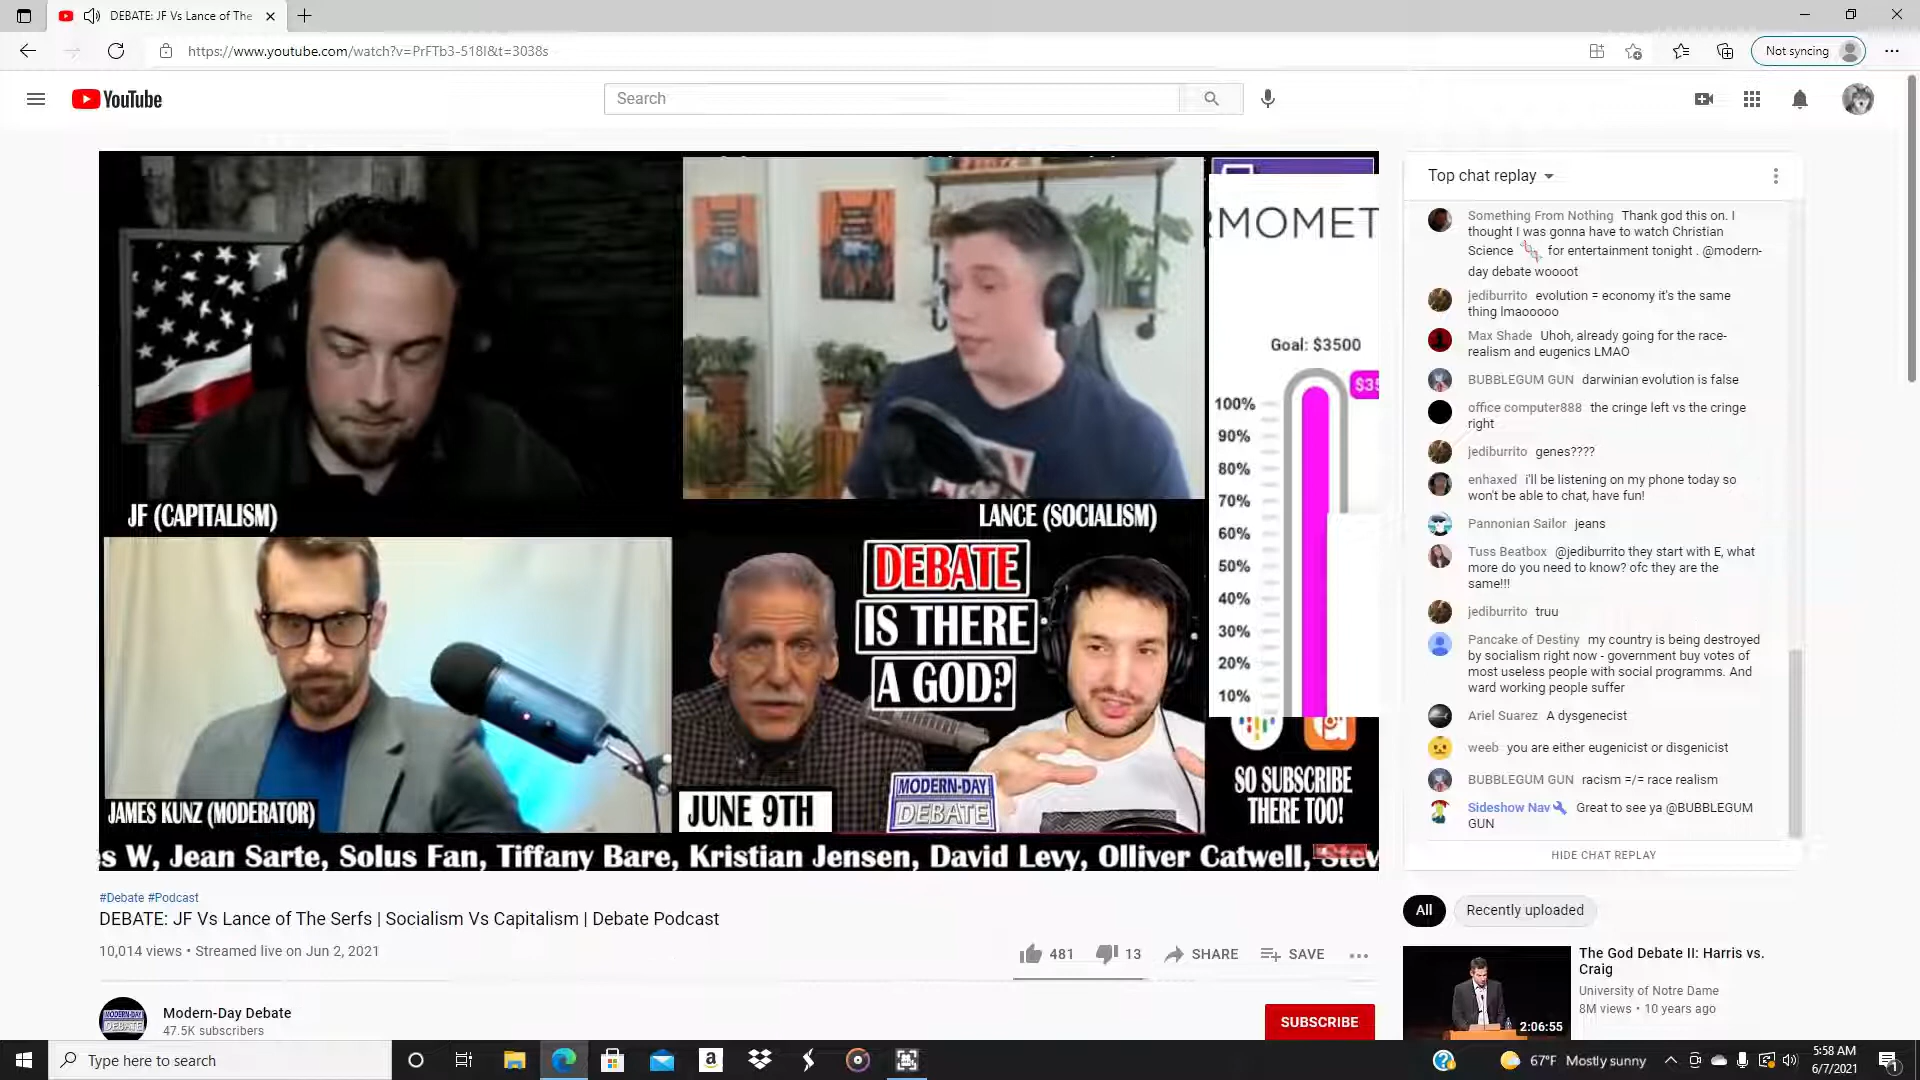 DEBATE: JF Vs Lance of The
https://www.youtube.com/watch?v=PrFTb3-518I&t=3038s
Not syncing
YouTube
Search
JF (CAPITALISM)
LANCE (SOCIALISM)
JAMES KUNZ (MODERATOR)
DEBATE
IS THERE
A GOD?
JUNE 9TH
MODERN-DAY
DEBATE
RMOMET
Goal: $3500
$35
100%
90%
80%
70%
60%
50%
40%
30%
20%
10%
SO SUBSCRIBE
THERE TOO!
s W, Jean Sarte, Solus Fan, Tiffany Bare, Kristian Jensen, David Levy, Olliver Catwell, Stev
Top chat replay
Something From Nothing Thank god this on. I
thought I was gonna have to watch Christian
Science for entertainment tonight . @modern-
day debate woooot
jediburrito evolution = economy it's the same
thing lmaooooo
Max Shade Uhoh, already going for the race-
realism and eugenics LMAO
BUBBLEGUM GUN darwinian evolution is false
office computer888 the cringe left vs the cringe
right
jediburrito genes????
enhaxed i'll be listening on my phone today so
won't be able to chat, have fun!
Pannonian Sailor jeans
Tuss Beatbox @jediburrito they start with E, what
more do you need to know? ofc they are the
same!!!
jediburrito truu
Pancake of Destiny my country is being destroyed
by socialism right now - government buy votes of
most useless people with social programms. And
ward working people suffer
Ariel Suarez A dysgenecist
weeb you are either eugenicist or disgenicist
BUBBLEGUM GUN racism =/= race realism
Sideshow Nav Great to see ya @BUBBLEGUM
GUN
HIDE CHAT REPLAY
#Debate #Podcast
DEBATE: JF Vs Lance of The Serfs | Socialism Vs Capitalism | Debate Podcast
10,014 views • Streamed live on Jun 2, 2021
481
13
SHARE
SAVE
MODERN-DAY
DEBATE
Modern-Day Debate
47.5K subscribers
SUBSCRIBE
All
Recently uploaded
The God Debate II: Harris vs.
Craig
University of Notre Dame
8M views • 10 years ago
2:06:55
Type here to search
67°F Mostly sunny
5:58 AM
6/7/2021
1